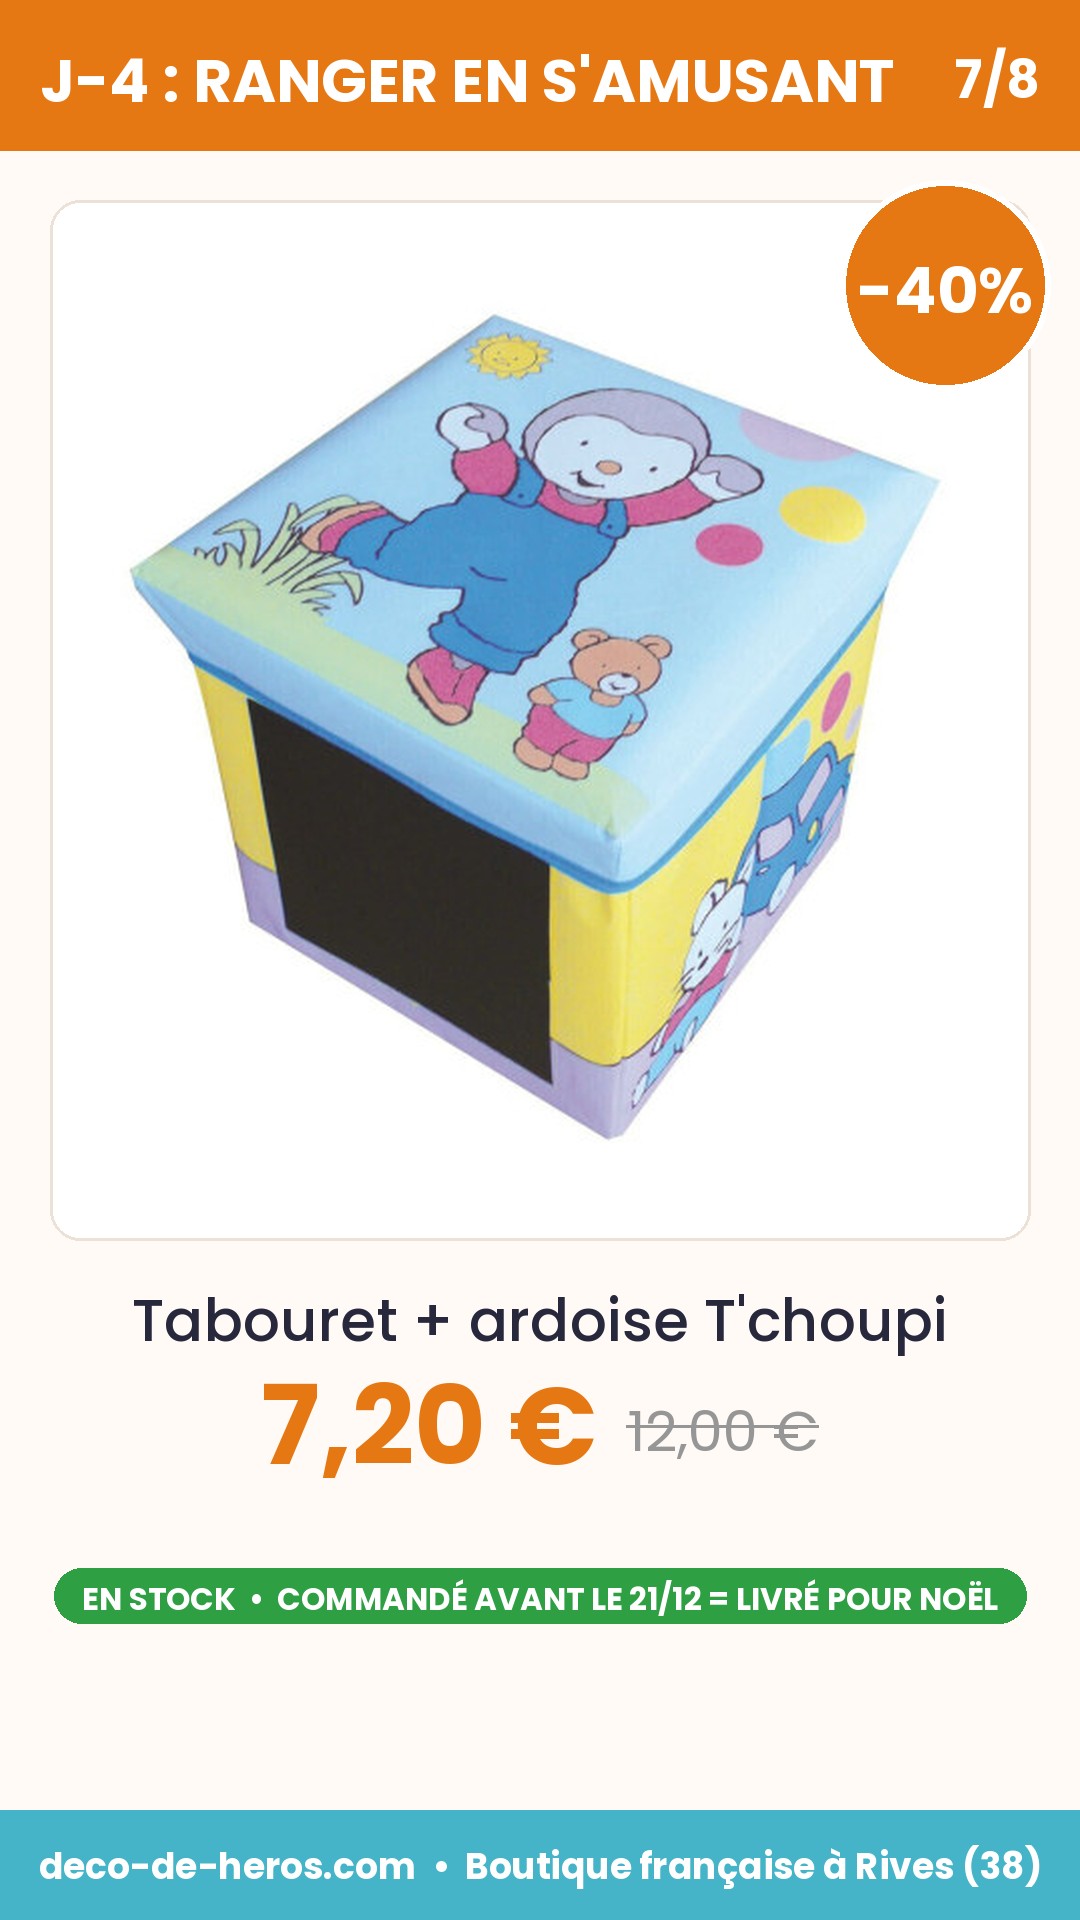 J-4 : RANGER EN S'AMUSANT 7/8
-40%
Tabouret + ardoise T'choupi
7,20 € 12,00 €
EN STOCK • COMMANDÉ AVANT LE 21/12 = LIVRÉ POUR NOËL
deco-de-heros.com • Boutique française à Rives (38)